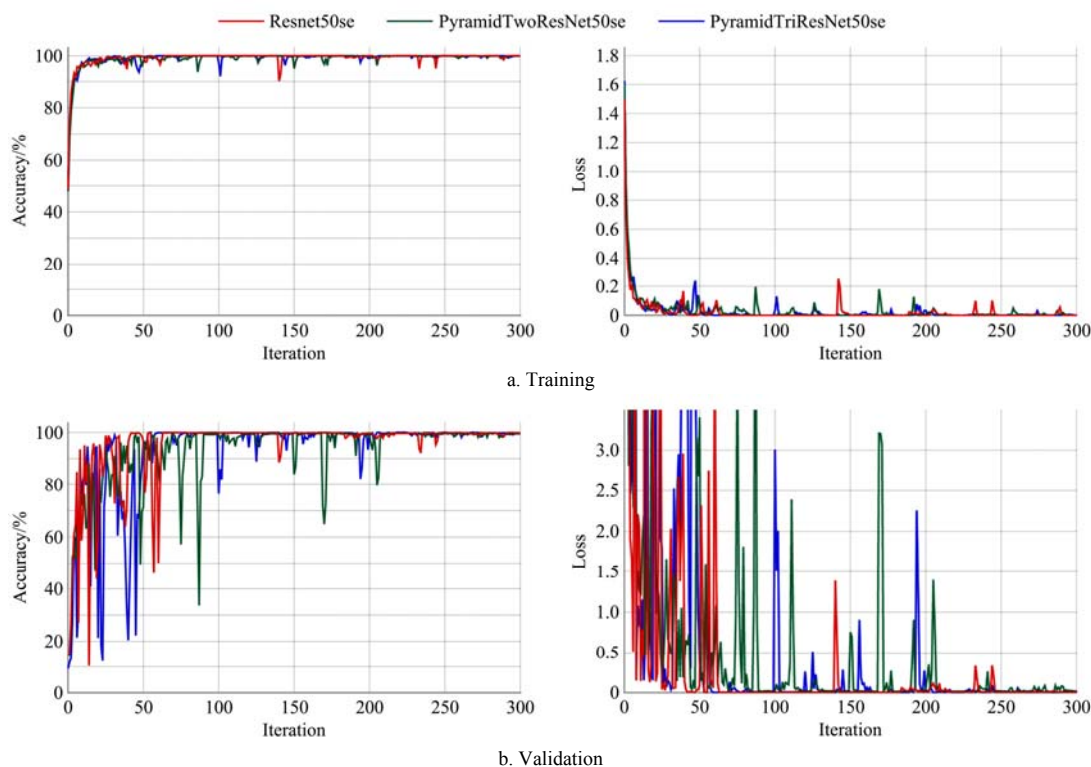 Resnet50se PyramidTwoResNet50se PyramidTriResNet50se
100
80
60
40
20
0
Accuracy/%
0 50 100 150 200 250 300
Iteration
1.8
1.6
1.4
1.2
1.0
0.8
0.6
0.4
0.2
0
Loss
0 50 100 150 200 250 300
Iteration
a. Training
100
80
60
40
20
0
Accuracy/%
0 50 100 150 200 250 300
Iteration
3.0
2.5
2.0
1.5
1.0
0.5
0
Loss
0 50 100 150 200 250 300
Iteration
b. Validation